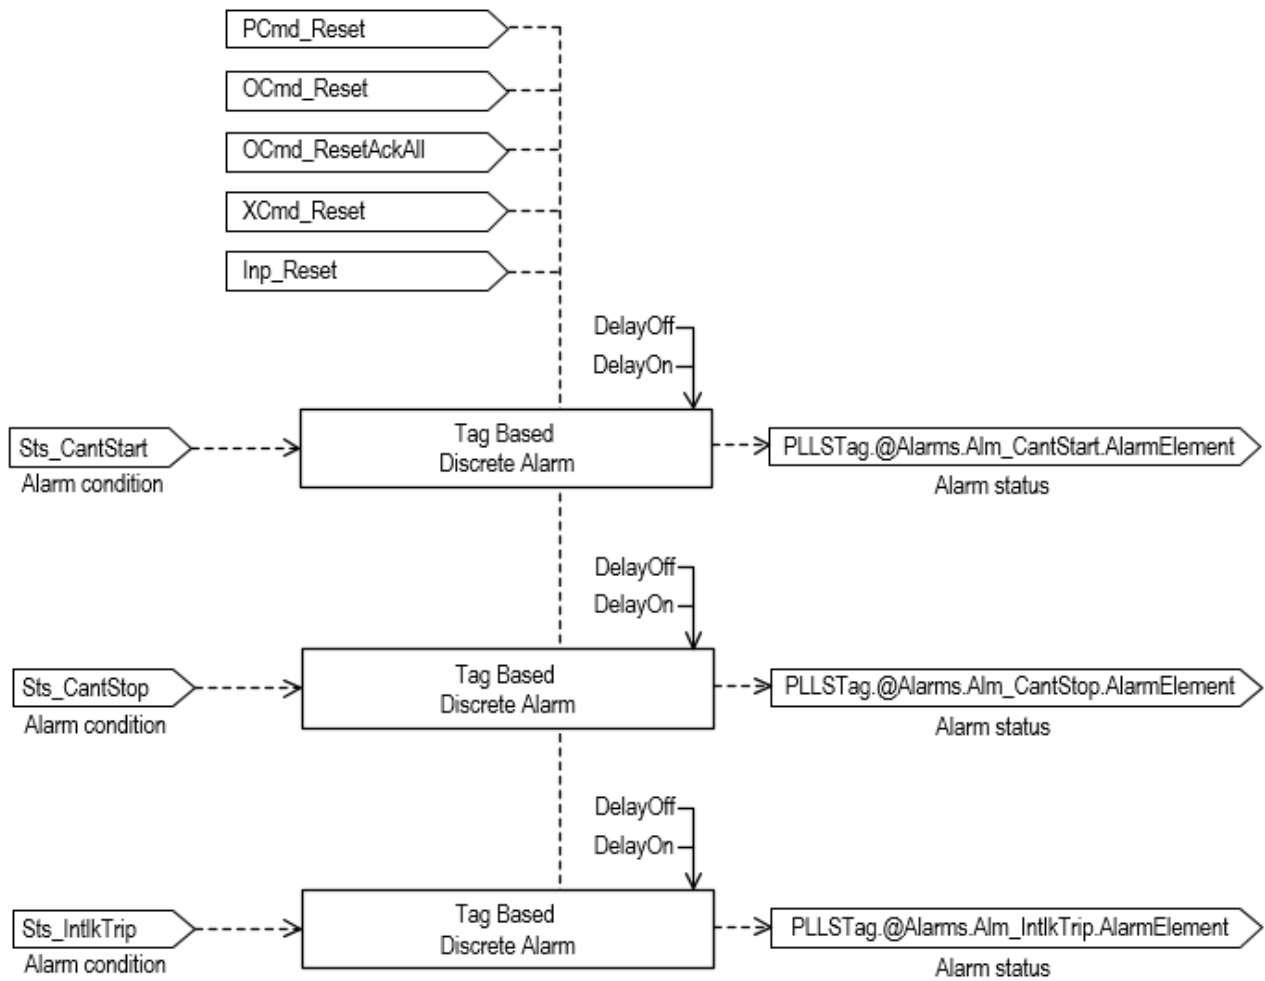 PCmd_Reset
OCmd_Reset
OCmd_ResetAckAll
XCmd_Reset
Inp_Reset
DelayOff
DelayOn
Sts_CantStart
Alarm condition
Tag Based
Discrete Alarm
PLLSTag.@Alarms.Alm_CantStart.AlarmElement
Alarm status
DelayOff
DelayOn
Sts_CantStop
Alarm condition
Tag Based
Discrete Alarm
PLLSTag.@Alarms.Alm_CantStop.AlarmElement
Alarm status
DelayOff
DelayOn
Sts_IntlkTrip
Alarm condition
Tag Based
Discrete Alarm
PLLSTag.@Alarms.Alm_IntlkTrip.AlarmElement
Alarm status